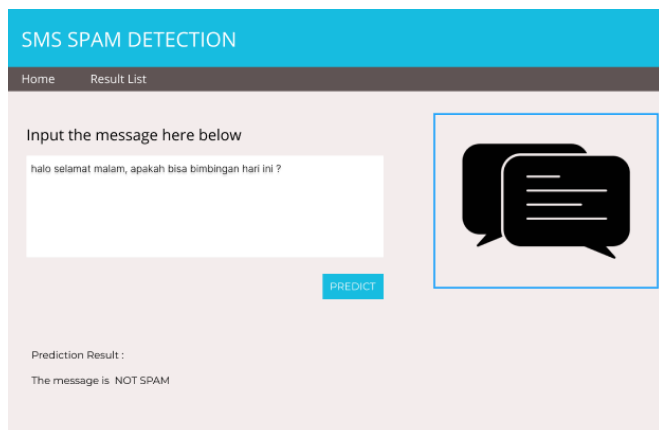 SMS SPAM DETECTION
Home Result List
Input the message here below
halo selamat malam, apakah bisa bimbingan hari ini ?
PREDICT
Prediction Result :
The message is NOT SPAM